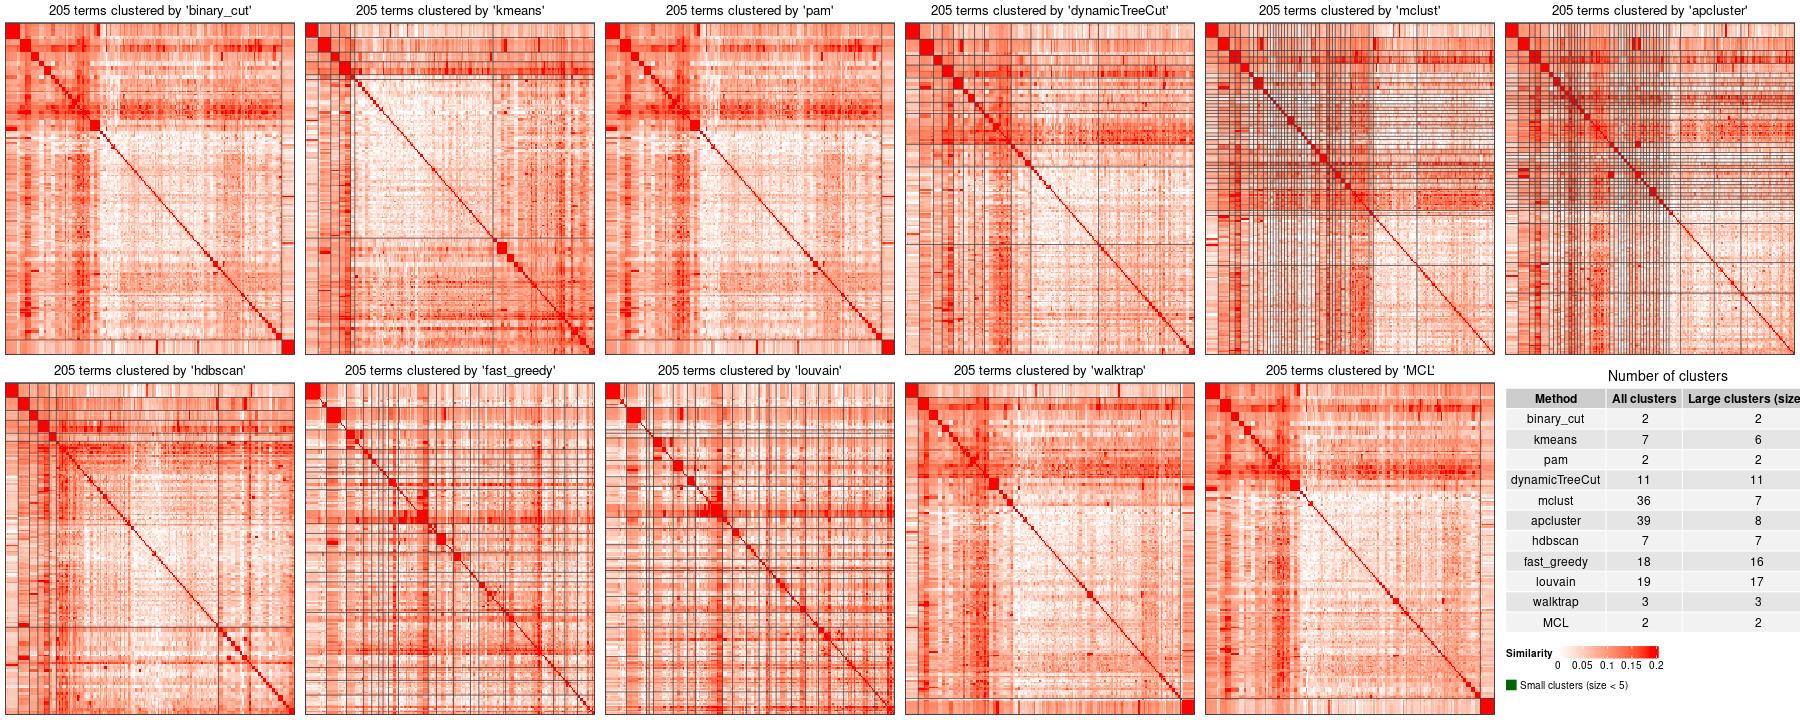 205 terms clustered by 'binary_cut'
205 terms clustered by 'kmeans'
205 terms clustered by 'pam'
205 terms clustered by 'dynamicTreeCut'
205 terms clustered by 'mclust'
205 terms clustered by 'apcluster'
205 terms clustered by 'hdbscan'
205 terms clustered by 'fast_greedy'
205 terms clustered by 'louvain'
205 terms clustered by 'walktrap'
205 terms clustered by 'MCL'
Number of clusters
Method All clusters Large clusters (size
binary_cut 2 2
kmeans 7 6
pam 2 2
dynamicTreeCut 11 11
mclust 36 7
apcluster 39 8
hdbscan 7 7
fast_greedy 18 16
louvain 19 17
walktrap 3 3
MCL 2 2
Similarity
0 0.05 0.1 0.15 0.2
Small clusters (size < 5)